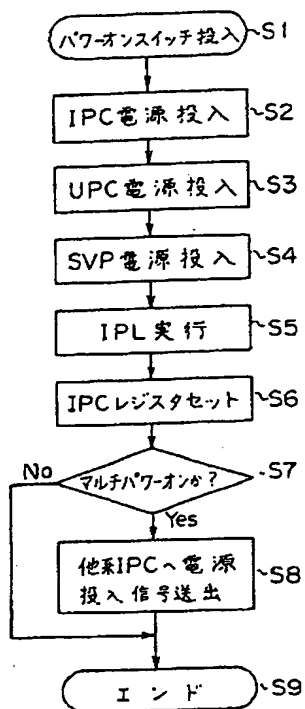 パワーオンスイッチ投入 S1
IPC電源投入 S2
UPC電源投入 S3
SVP電源投入 S4
IPL実行 S5
IPCレジスタセット S6
マルチパワーオンか? S7
No
Yes
他系IPCへ電源
投入信号送出 S8
エンド S9